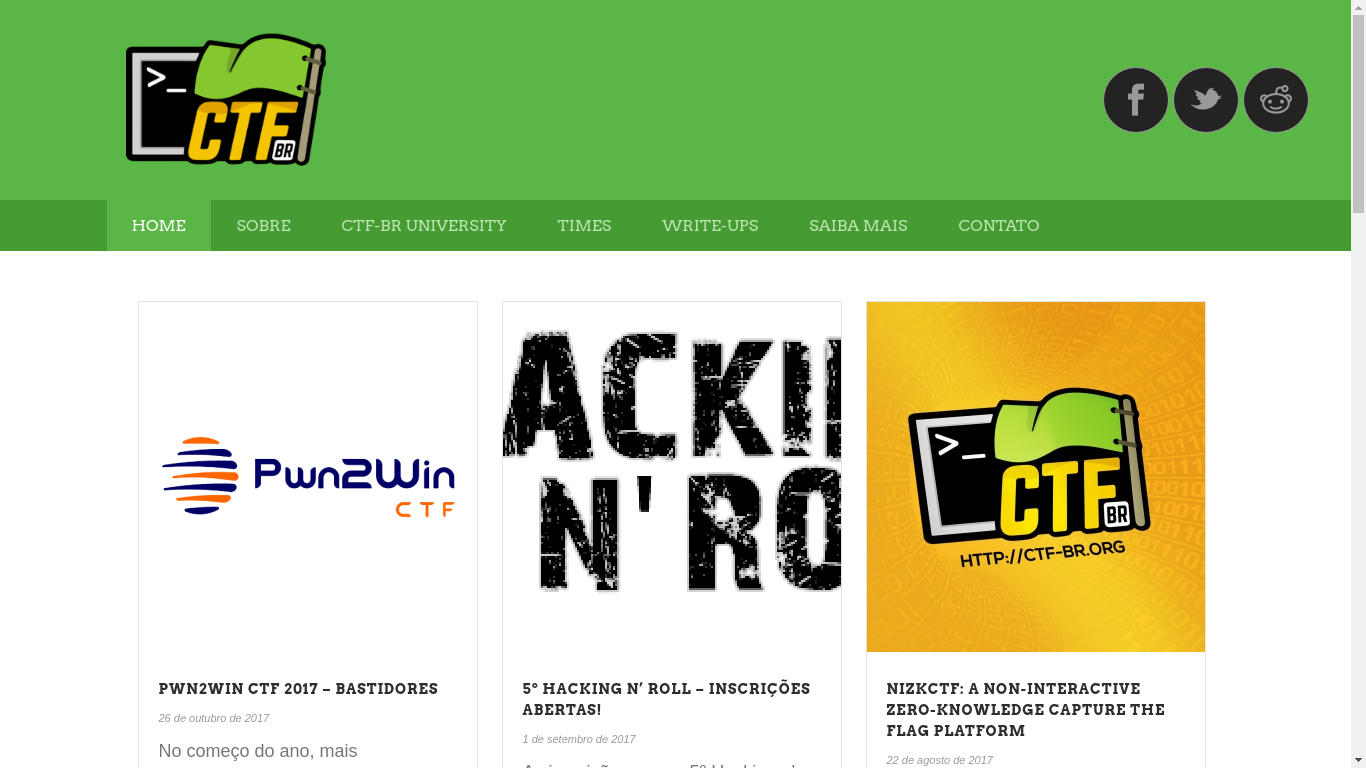 >_
CTF
BR
HOME
SOBRE
CTF-BR UNIVERSITY
TIMES
WRITE-UPS
SAIBA MAIS
CONTATO
Pwn2Win
CTF
ACKI
N' RO
>_
CTF
BR
HTTP://CTF-BR.ORG
PWN2WIN CTF 2017 – BASTIDORES
26 de outubro de 2017
No começo do ano, mais
5º HACKING N’ ROLL – INSCRIÇÕES
ABERTAS!
1 de setembro de 2017
NIZKCTF: A NON-INTERACTIVE
ZERO-KNOWLEDGE CAPTURE THE
FLAG PLATFORM
22 de agosto de 2017